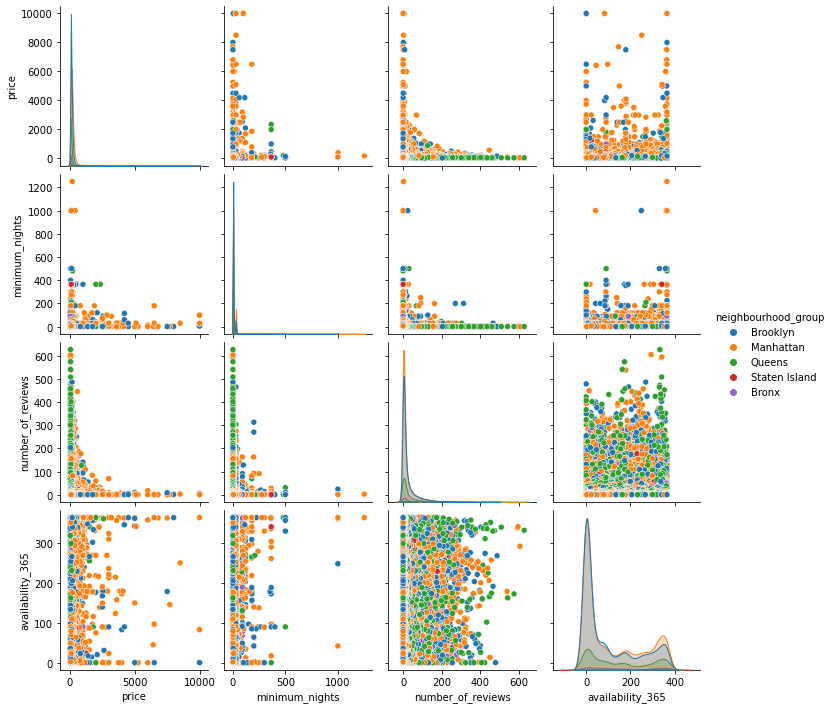 10000
8000
6000
4000
2000
0
price
1200
1000
800
600
400
200
0
minimum_nights
neighbourhood_group
Brooklyn
Manhattan
Queens
Staten Island
Bronx
600
500
400
300
200
100
0
number_of_reviews
300
200
100
0
availability_365
0 5000 10000
price
0 500 1000
minimum_nights
0 200 400 600
number_of_reviews
0 200 400
availability_365